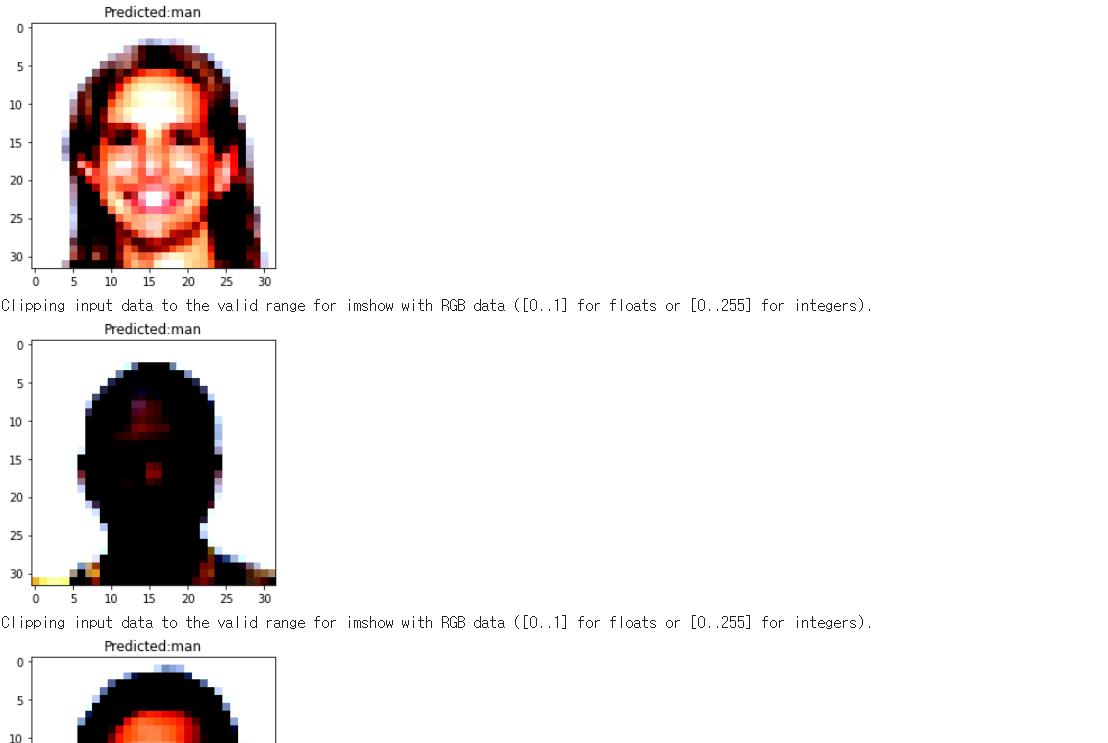 Predicted:man
0
5
10
15
20
25
30
0 5 10 15 20 25 30
Clipping input data to the valid range for imshow with RGB data ([0..1] for floats or [0..255] for integers).
Predicted:man
0
5
10
15
20
25
30
0 5 10 15 20 25 30
Clipping input data to the valid range for imshow with RGB data ([0..1] for floats or [0..255] for integers).
Predicted:man
0
5
10